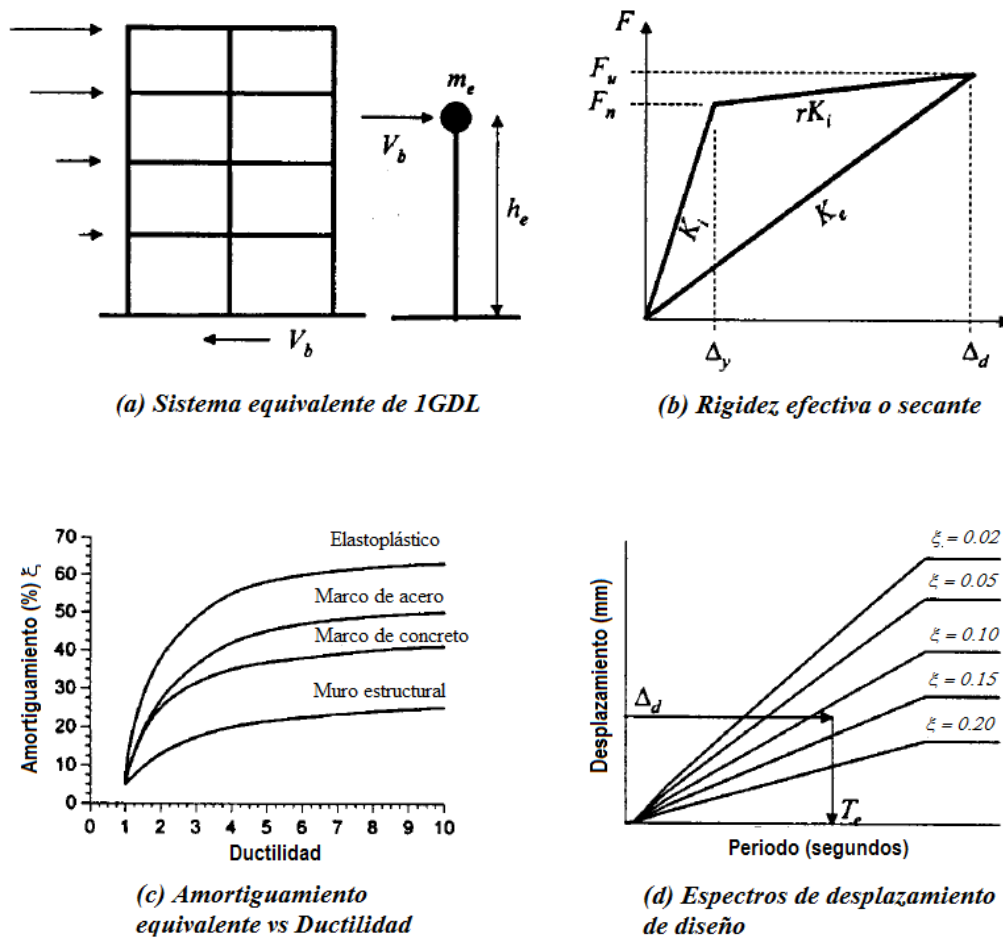 m_e
V_b
h_e
V_b
(a) Sistema equivalente de 1GDL
F
F_u
F_n
rK_i
K_i
K_e
Δ_y
Δ_d
(b) Rigidez efectiva o secante
Amortiguamiento (%) ξ
70
60
50
40
30
20
10
0
0 1 2 3 4 5 6 7 8 9 10
Elastoplástico
Marco de acero
Marco de concreto
Muro estructural
Ductilidad
(c) Amortiguamiento
equivalente vs Ductilidad
Desplazamiento (mm)
ξ = 0.02
ξ = 0.05
ξ = 0.10
ξ = 0.15
ξ = 0.20
Δ_d
T_e
Periodo (segundos)
(d) Espectros de desplazamiento
de diseño